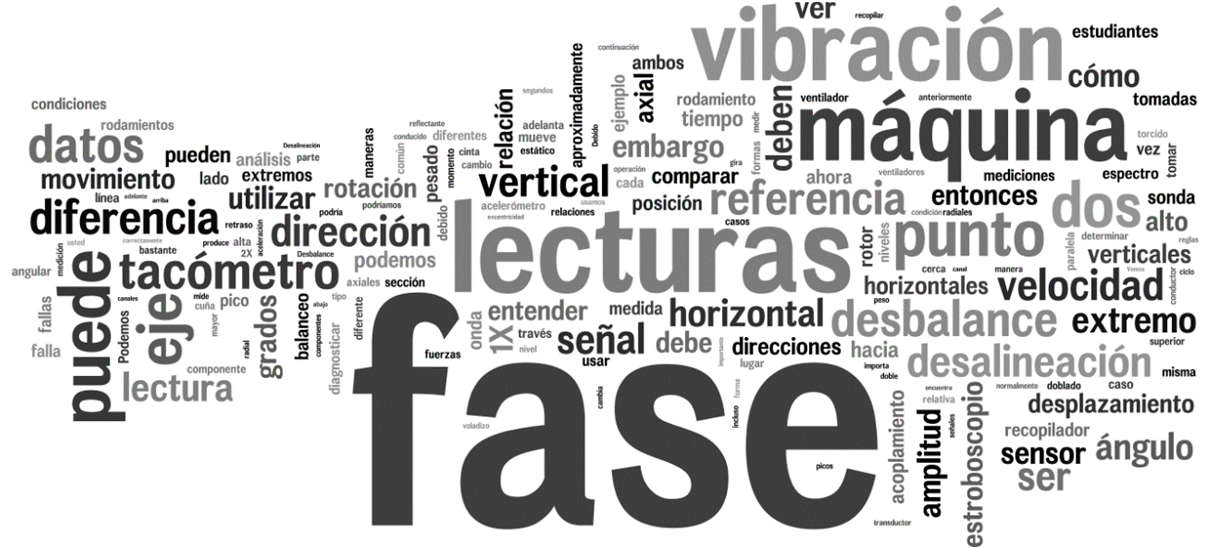 ver
recopilar
vibración
estudiantes
continuación
ambos
cómo
aproximadamente
axial
ejemplo
segundos
relación
rodamiento
tiempo
medir
deben
ventilador
anteriormente
tomadas
máquina
condiciones
rodamientos
datos
Desalineación
parte
pueden
análisis
maneras
reflectante
conducido
diferentes
común
pesado
momento
cinta
cambio
adelanta
mueve
estático
Debido
embargo
formas
gira
torcido
vez
tomar
movimiento
lado
extremos
utilizar
rotación
vertical
operación
cada
comparar
ahora
ventiladores
mediciones
espectro
línea
adelante
arriba
podría
podríamos
debido
acelerómetro
excentricidad
usamos
relaciones
posición
referencia
casos
condición
radiales
entonces
dos
sonda
alto
diferencia
retraso
aceleración
dirección
lecturas
rotor
niveles
punto
paralela
determinar
reglas
verticales
usted
medición
correctamente
bastante
produce
alta
2X
Desbalance
podemos
angular
puede
tacómetro
axiales
sección
cerca
canal
manera
Vemos
conductor
ciclo
horizontales
velocidad
fallas
falla
canales
Podemos
eje
mide
cuña
pico
mayor
radial
grados
balanceo
abajo
componentes
tipo
diagnosticar
diferente
fase
fuerzas
onda
entender
1X
través
nivel
medida
horizontal
peso
desbalance
extremo
señal
usar
debe
importante
direcciones
lugar
hacia
importa
doble
desalineación
superior
misma
componente
lectura
voladizo
cambia
forma
incluso
picos
transductor
acoplamiento
encuentra
relativa
normalmente
doblado
caso
amplitud
señales
estroboscopio
desplazamiento
recopilador
sensor
ángulo
ser